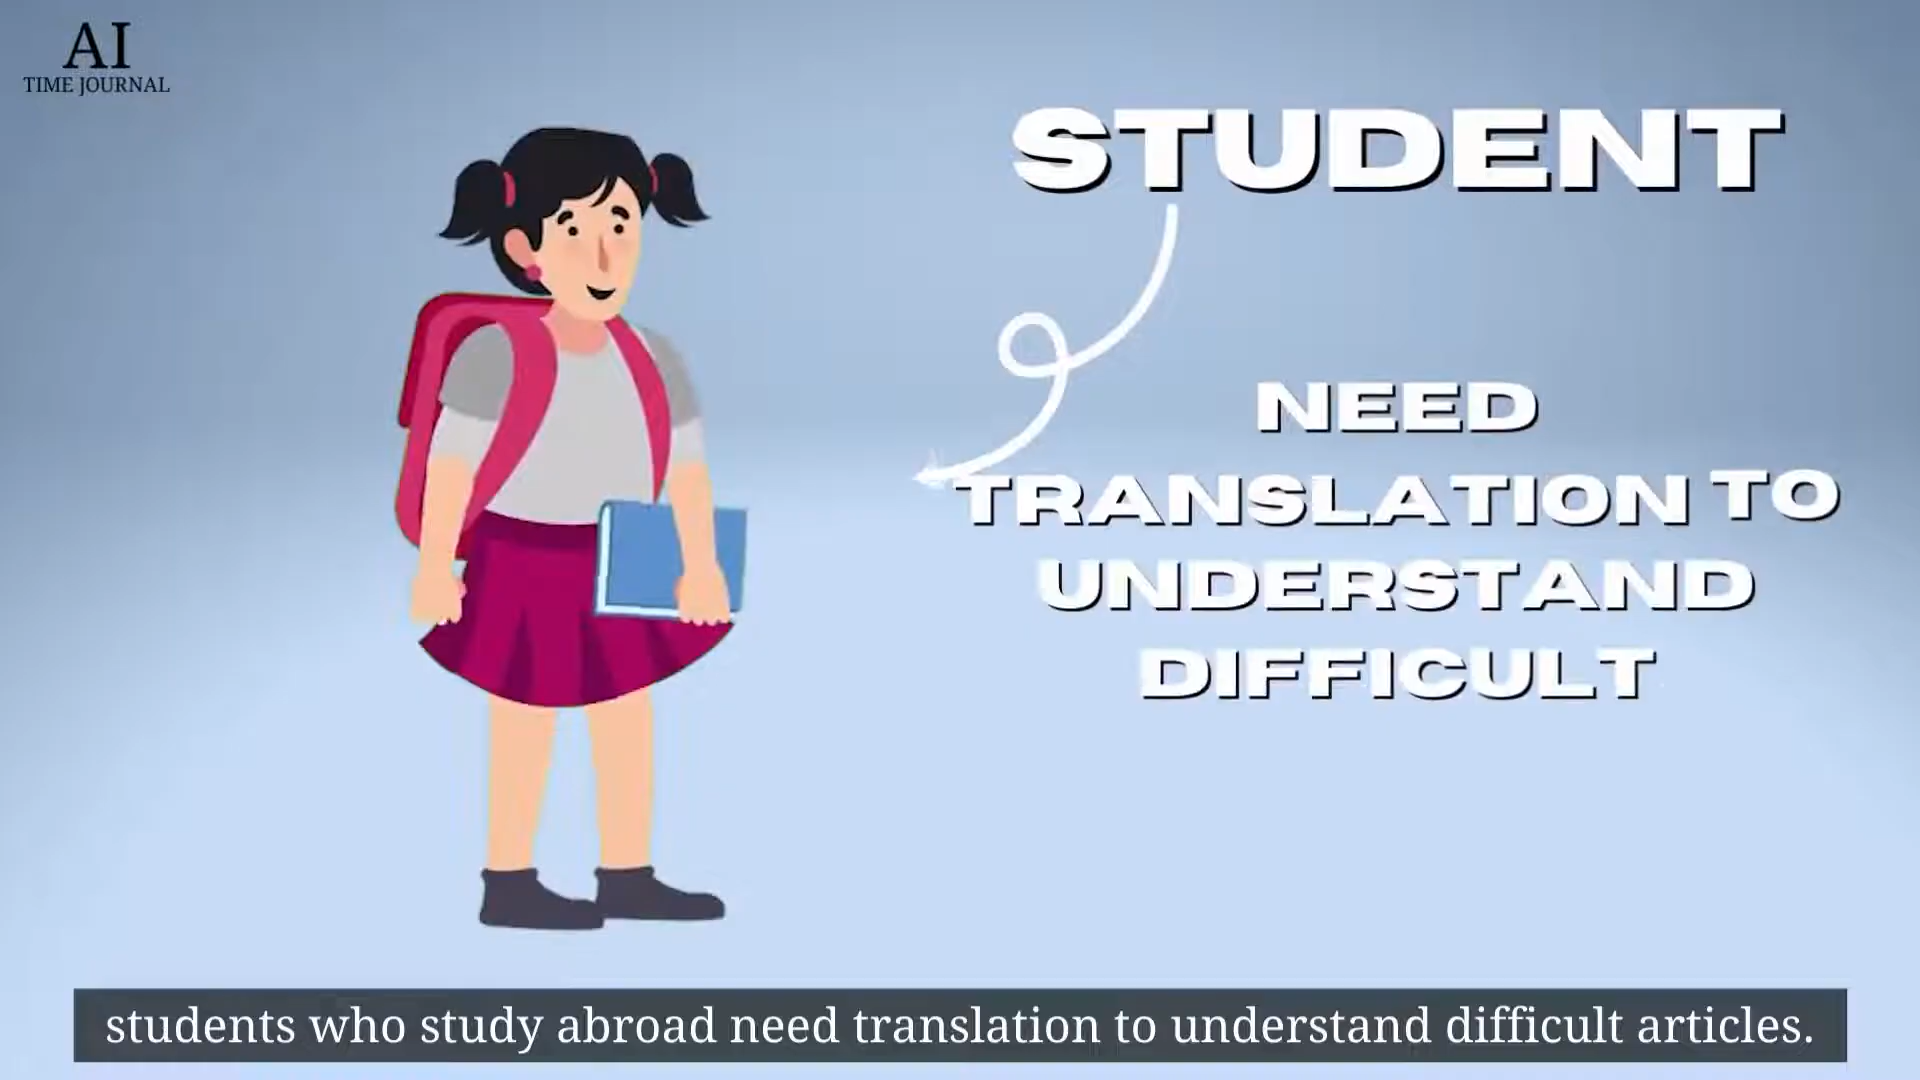 AI
TIME JOURNAL
STUDENT
NEED
TRANSLATION TO
UNDERSTAND
DIFFICULT
students who study abroad need translation to understand difficult articles.